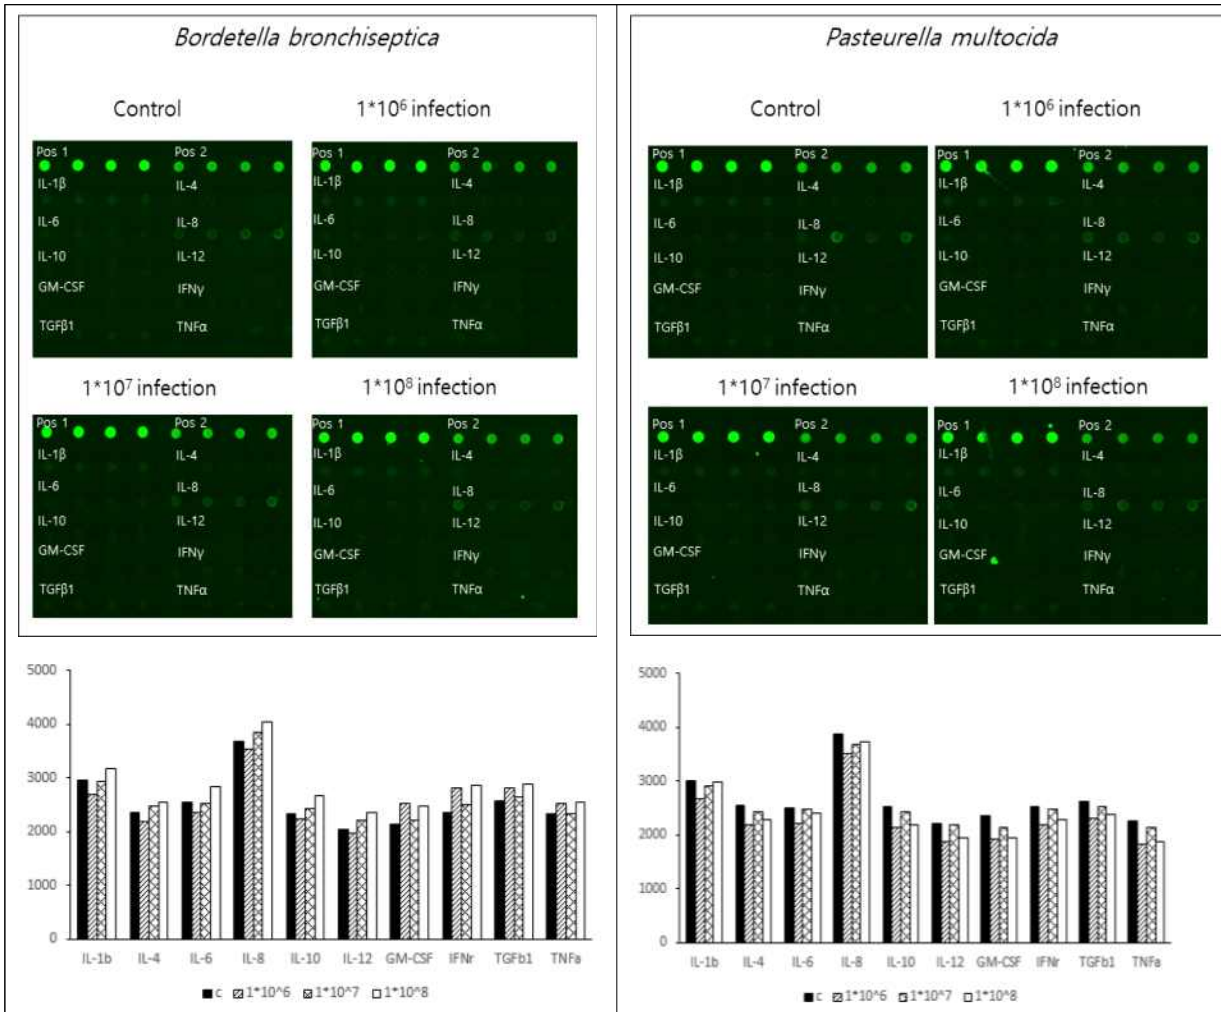 Bordetella bronchiseptica
Control
1*10⁶ infection
Pos 1 Pos 2
IL-1β IL-4
IL-6 IL-8
IL-10 IL-12
GM-CSF IFNγ
TGFβ1 TNFα
Pos 1 Pos 2
IL-1β IL-4
IL-6 IL-8
IL-10 IL-12
GM-CSF IFNγ
TGFβ1 TNFα
1*10⁷ infection
1*10⁸ infection
Pos 1 Pos 2
IL-1β IL-4
IL-6 IL-8
IL-10 IL-12
GM-CSF IFNγ
TGFβ1 TNFα
Pos 1 Pos 2
IL-1β IL-4
IL-6 IL-8
IL-10 IL-12
GM-CSF IFNγ
TGFβ1 TNFα
5000
4000
3000
2000
1000
0
IL-1b IL-4 IL-6 IL-8 IL-10 IL-12 GM-CSF IFNr TGFb1 TNFa
c 1*10^6 1*10^7 1*10^8
Pasteurella multocida
Control
1*10⁶ infection
Pos 1 Pos 2
IL-1β IL-4
IL-6 IL-8
IL-10 IL-12
GM-CSF IFNγ
TGFβ1 TNFα
Pos 1 Pos 2
IL-1β IL-4
IL-6 IL-8
IL-10 IL-12
GM-CSF IFNγ
TGFβ1 TNFα
1*10⁷ infection
1*10⁸ infection
Pos 1 Pos 2
IL-1β IL-4
IL-6 IL-8
IL-10 IL-12
GM-CSF IFNγ
TGFβ1 TNFα
Pos 1 Pos 2
IL-1β IL-4
IL-6 IL-8
IL-10 IL-12
GM-CSF IFNγ
TGFβ1 TNFα
5000
4000
3000
2000
1000
0
IL-1b IL-4 IL-6 IL-8 IL-10 IL-12 GM-CSF IFNr TGFb1 TNFa
c 1*10^6 1*10^7 1*10^8